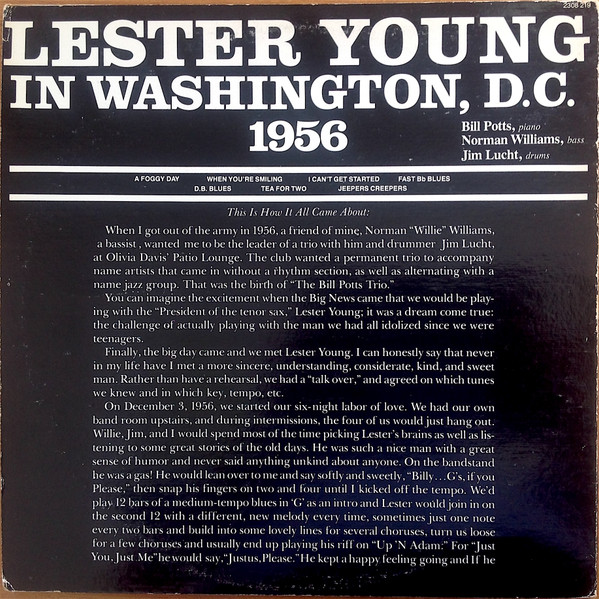 2308 219
LESTER YOUNG
IN WASHINGTON, D.C.
1956
Bill Potts, piano
Norman Williams, bass
Jim Lucht, drums
A FOGGY DAY WHEN YOU'RE SMILING I CAN'T GET STARTED FAST Bb BLUES
D.B. BLUES TEA FOR TWO JEEPERS CREEPERS
This Is How It All Came About:
When I got out of the army in 1956, a friend of mine, Norman "Willie" Williams,
a bassist, wanted me to be the leader of a trio with him and drummer Jim Lucht,
at Olivia Davis' Patio Lounge. The club wanted a permanent trio to accompany
name artists that came in without a rhythm section, as well as alternating with a
name jazz group. That was the birth of "The Bill Potts Trio."
You can imagine the excitement when the Big News came that we would be play-
ing with the "President of the tenor sax," Lester Young; it was a dream come true:
the challenge of actually playing with the man we had all idolized since we were
teenagers.
Finally, the big day came and we met Lester Young. I can honestly say that never
in my life have I met a more sincere, understanding, considerate, kind, and sweet
man. Rather than have a rehearsal, we had a "talk over," and agreed on which tunes
we knew and in which key, tempo, etc.
On December 3, 1956, we started our six-night labor of love. We had our own
band room upstairs, and during intermissions, the four of us would just hang out.
Willie, Jim, and I would spend most of the time picking Lester's brains as well as lis-
tening to some great stories of the old days. He was such a nice man with a great
sense of humor and never said anything unkind about anyone. On the bandstand
he was a gas! He would lean over to me and say softly and sweetly, "Billy...G's, if you
Please," then snap his fingers on two and four until I kicked off the tempo. We'd
play 12 bars of a medium-tempo blues in 'G' as an intro and Lester would join in on
the second 12 with a different, new melody every time, sometimes just one note
every two bars and build into some lovely lines for several choruses, turn us loose
for a few choruses and usually end up playing his riff on "Up 'N Adam." For "Just
You, Just Me" he would say, "Justus, Please." He kept a happy feeling going and If he